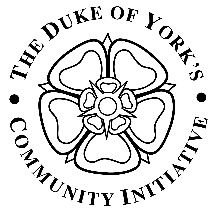 THE DUKE OF YORK'S
COMMUNITY INITIATIVE